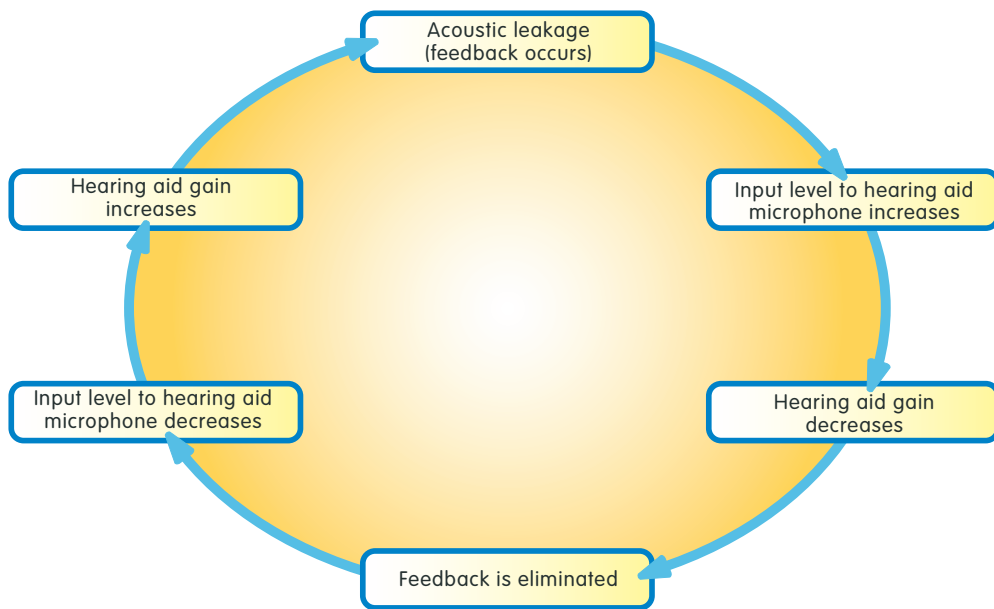 Acoustic leakage
(feedback occurs)
Input level to hearing aid
microphone increases
Hearing aid gain
decreases
Feedback is eliminated
Input level to hearing aid
microphone decreases
Hearing aid gain
increases